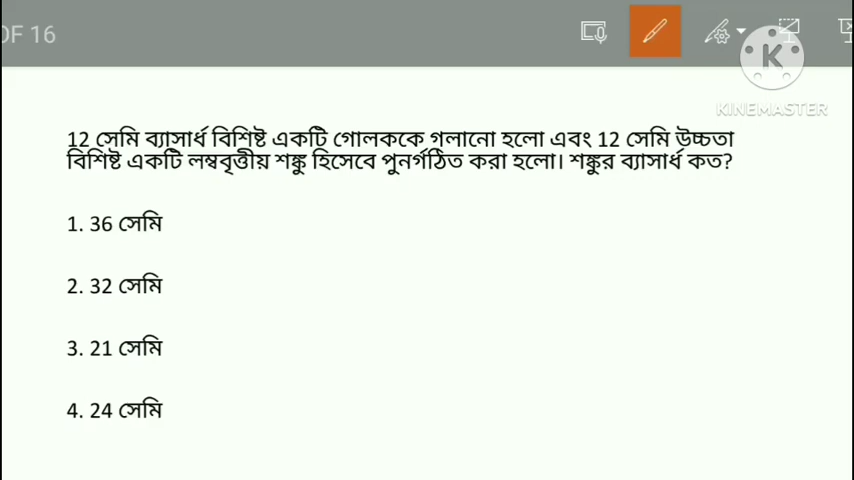 OF 16
K
KINEMASTER
12 সেমি ব্যাসার্ধ বিশিষ্ট একটি গোলককে গলানো হলো এবং 12 সেমি উচ্চতা
বিশিষ্ট একটি লম্ববৃত্তীয় শঙ্কু হিসেবে পুনর্গঠিত করা হলো। শঙ্কুর ব্যাসার্ধ কত?
1. 36 সেমি
2. 32 সেমি
3. 21 সেমি
4. 24 সেমি